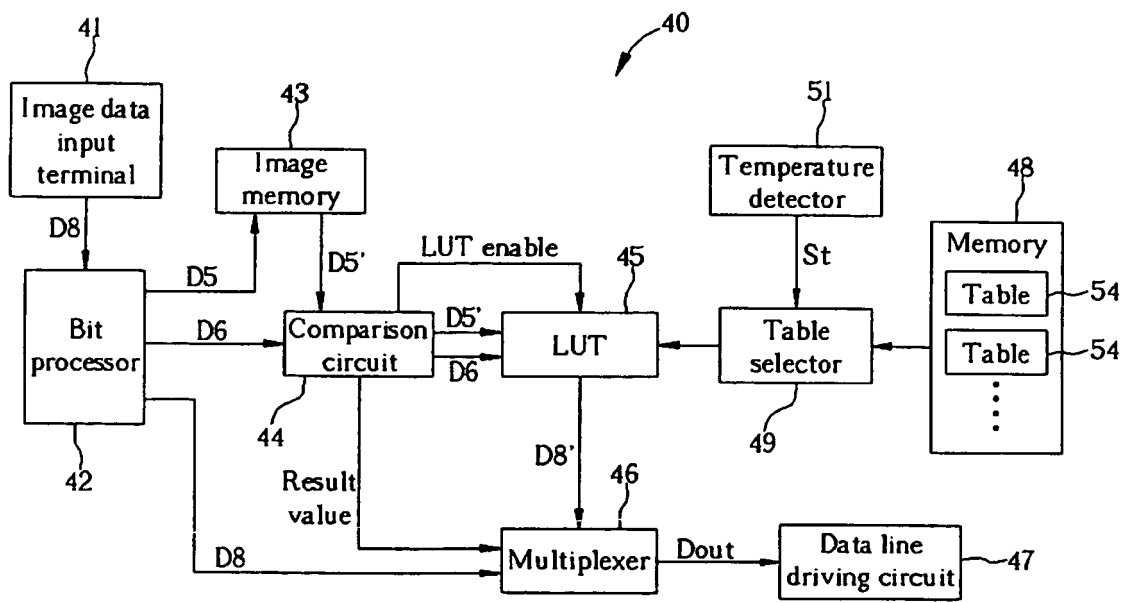 40
41
Image data
input
terminal
D8
43
Image
memory
51
Temperature
detector
St
48
Memory
Table
54
Table
54
D5
D5'
LUT enable
45
Bit
processor
42
D6
Comparison
circuit
44
D5'
D6
LUT
Table
selector
49
D8'
Result
value
46
D8
Multiplexer
Dout
Data line
driving circuit
47